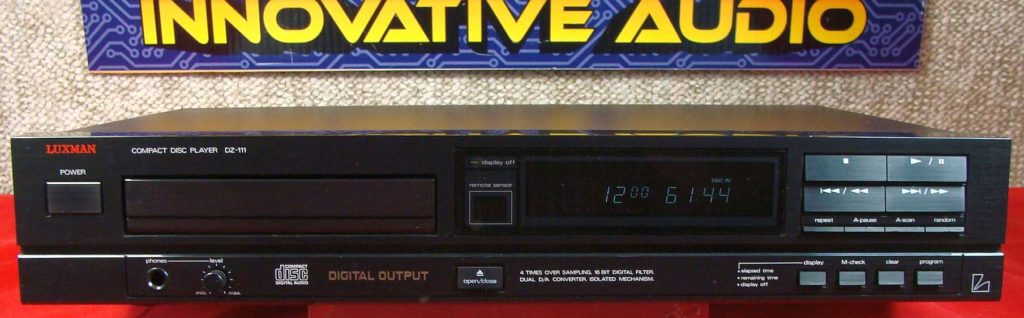 INNOVATIVE AUDIO
LUXMAN
COMPACT DISC PLAYER DZ-111
POWER
display off
remote sensor
DISC IN
12 00 61:44
repeat A-pause A-scan random
phones level
min. max.
COMPACT
disc
DIGITAL AUDIO
DIGITAL OUTPUT
open/close
4 TIMES OVER SAMPLING, 16 BIT DIGITAL FILTER,
DUAL D/A CONVERTER, ISOLATED MECHANISM.
• elapsed time
• remaining time
• display off
display M-check clear program